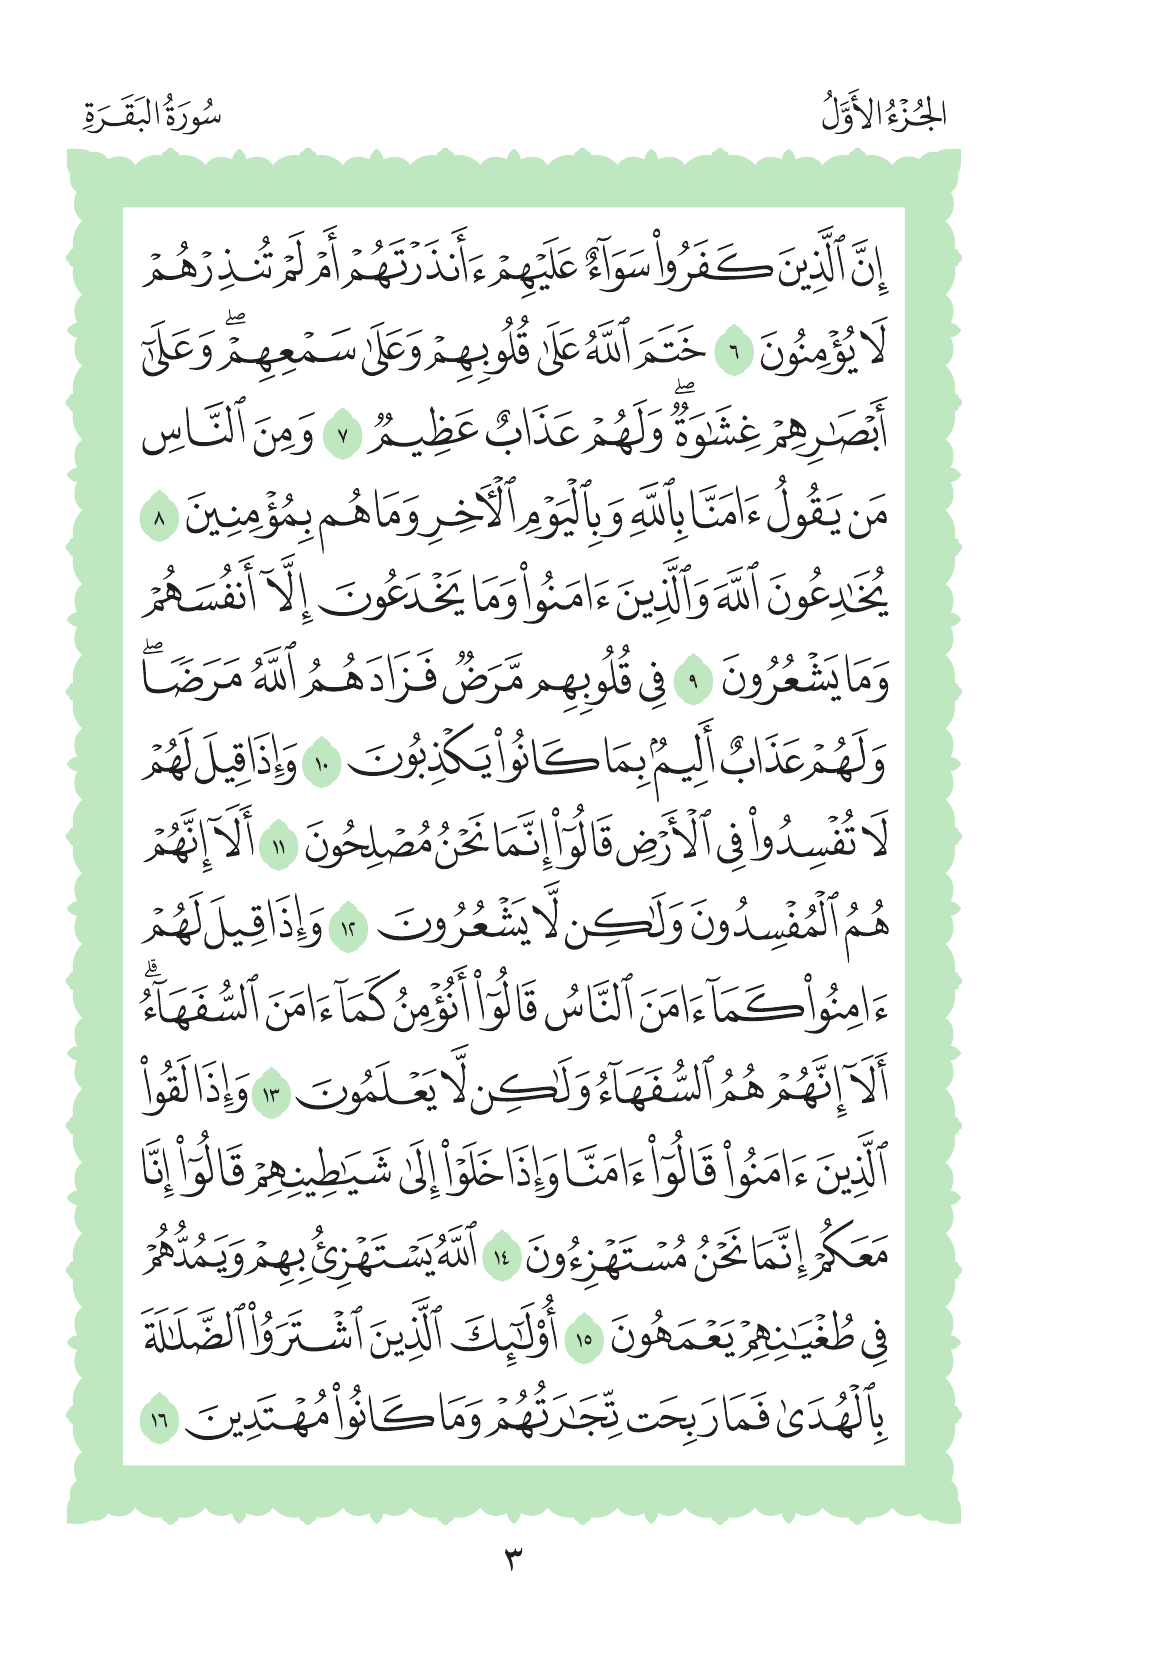 الجُزْءُ الأَوَّلُ
سُورَةُ البَقَرَةِ
إِنَّ ٱلَّذِينَ كَفَرُوا۟ سَوَآءٌ عَلَيْهِمْ ءَأَنذَرْتَهُمْ أَمْ لَمْ تُنذِرْهُمْ
لَا يُؤْمِنُونَ ٦ خَتَمَ ٱللَّهُ عَلَىٰ قُلُوبِهِمْ وَعَلَىٰ سَمْعِهِمْ ۖ وَعَلَىٰٓ
أَبْصَـٰرِهِمْ غِشَـٰوَةٌ ۖ وَلَهُمْ عَذَابٌ عَظِيمٌ ٧ وَمِنَ ٱلنَّاسِ
مَن يَقُولُ ءَامَنَّا بِٱللَّهِ وَبِٱلْيَوْمِ ٱلْـَٔاخِرِ وَمَا هُم بِمُؤْمِنِينَ ٨
يُخَـٰدِعُونَ ٱللَّهَ وَٱلَّذِينَ ءَامَنُوا۟ وَمَا يَخْدَعُونَ إِلَّآ أَنفُسَهُمْ
وَمَا يَشْعُرُونَ ٩ فِى قُلُوبِهِم مَّرَضٌ فَزَادَهُمُ ٱللَّهُ مَرَضًا ۖ
وَلَهُمْ عَذَابٌ أَلِيمٌۢ بِمَا كَانُوا۟ يَكْذِبُونَ ١٠ وَإِذَا قِيلَ لَهُمْ
لَا تُفْسِدُوا۟ فِى ٱلْأَرْضِ قَالُوٓا۟ إِنَّمَا نَحْنُ مُصْلِحُونَ ١١ أَلَآ إِنَّهُمْ
هُمُ ٱلْمُفْسِدُونَ وَلَـٰكِن لَّا يَشْعُرُونَ ١٢ وَإِذَا قِيلَ لَهُمْ
ءَامِنُوا۟ كَمَآ ءَامَنَ ٱلنَّاسُ قَالُوٓا۟ أَنُؤْمِنُ كَمَآ ءَامَنَ ٱلسُّفَهَآءُ ۗ
أَلَآ إِنَّهُمْ هُمُ ٱلسُّفَهَآءُ وَلَـٰكِن لَّا يَعْلَمُونَ ١٣ وَإِذَا لَقُوا۟
ٱلَّذِينَ ءَامَنُوا۟ قَالُوٓا۟ ءَامَنَّا وَإِذَا خَلَوْا۟ إِلَىٰ شَيَـٰطِينِهِمْ قَالُوٓا۟ إِنَّا
مَعَكُمْ إِنَّمَا نَحْنُ مُسْتَهْزِءُونَ ١٤ ٱللَّهُ يَسْتَهْزِئُ بِهِمْ وَيَمُدُّهُمْ
فِى طُغْيَـٰنِهِمْ يَعْمَهُونَ ١٥ أُو۟لَـٰٓئِكَ ٱلَّذِينَ ٱشْتَرَوُا۟ ٱلضَّلَـٰلَةَ
بِٱلْهُدَىٰ فَمَا رَبِحَت تِّجَـٰرَتُهُمْ وَمَا كَانُوا۟ مُهْتَدِينَ ١٦
٣